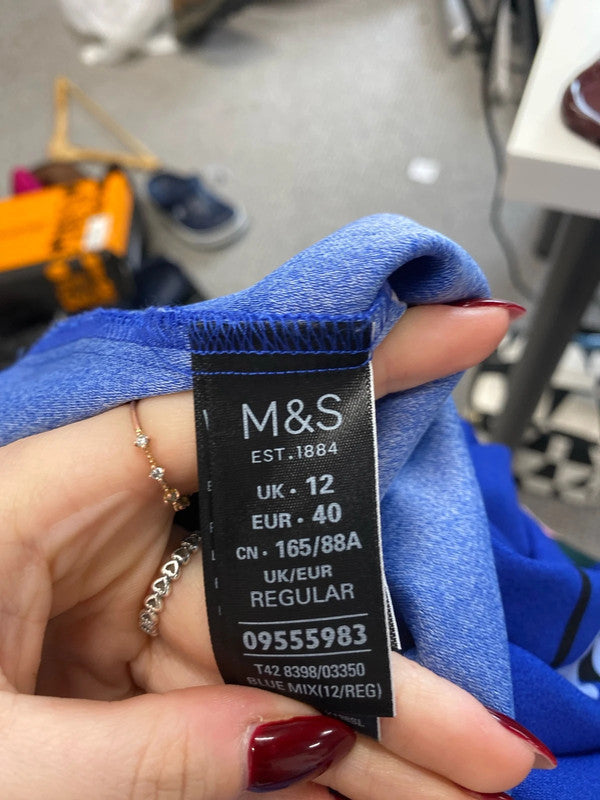 M&S
EST.1884
UK • 12
EUR • 40
CN • 165/88A
UK/EUR
REGULAR
09555983
T42 8398/03350
BLUE MIX(12/REG)